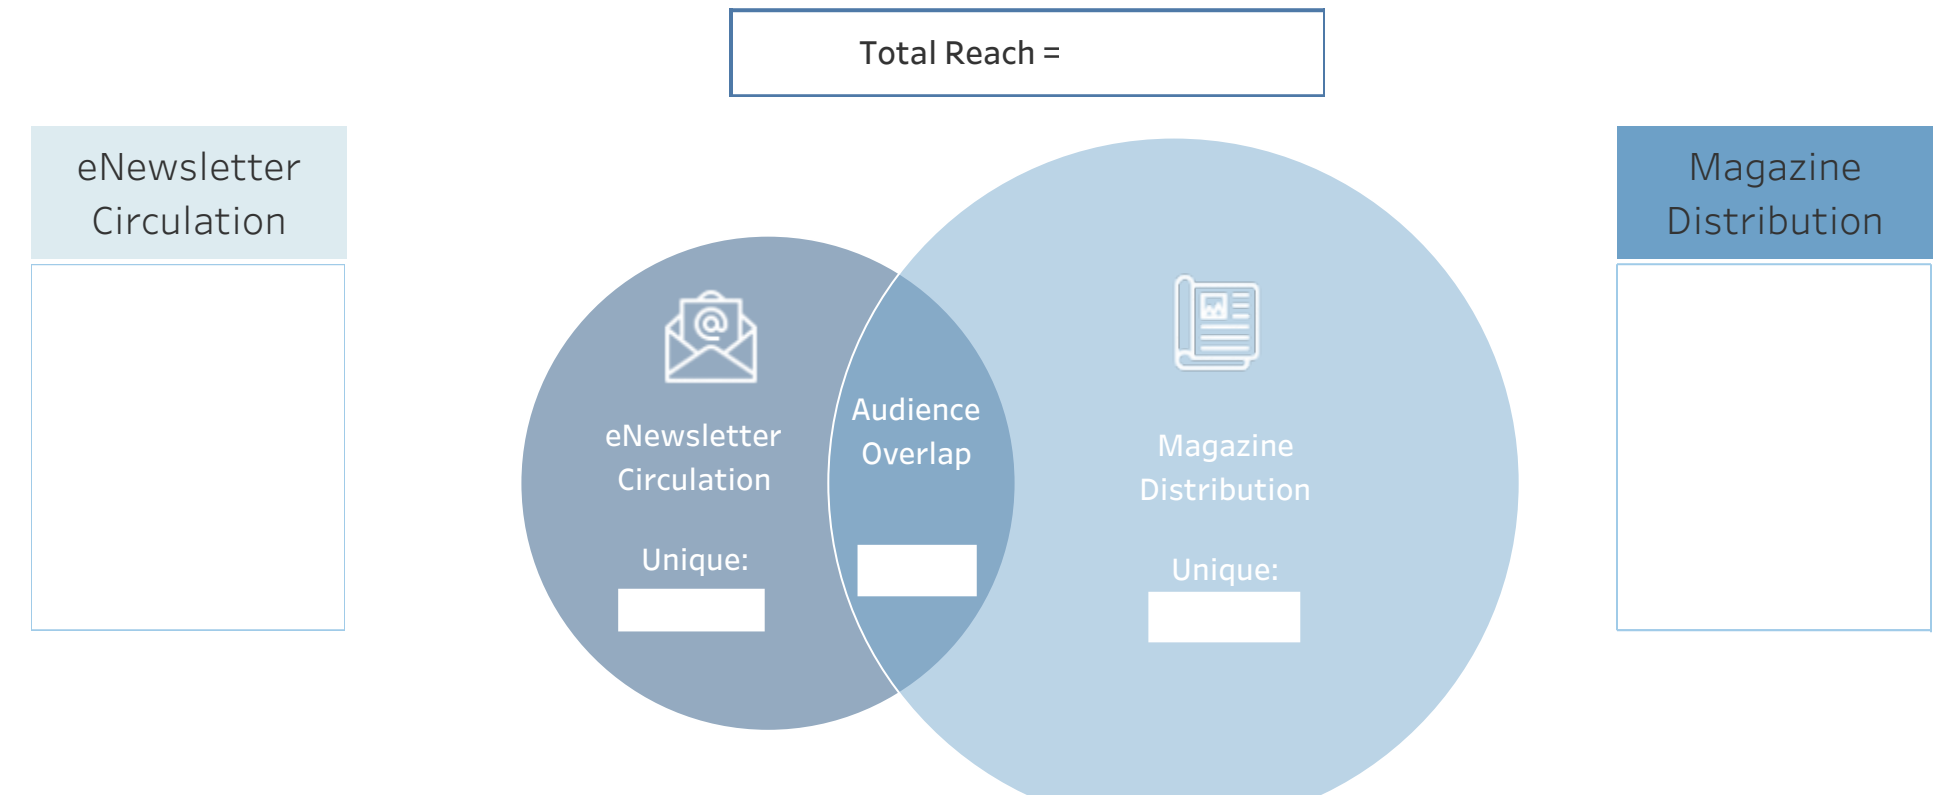 Total Reach =
eNewsletter
Circulation
Magazine
Distribution
@
eNewsletter
Circulation
Unique:
Audience
Overlap
Magazine
Distribution
Unique: